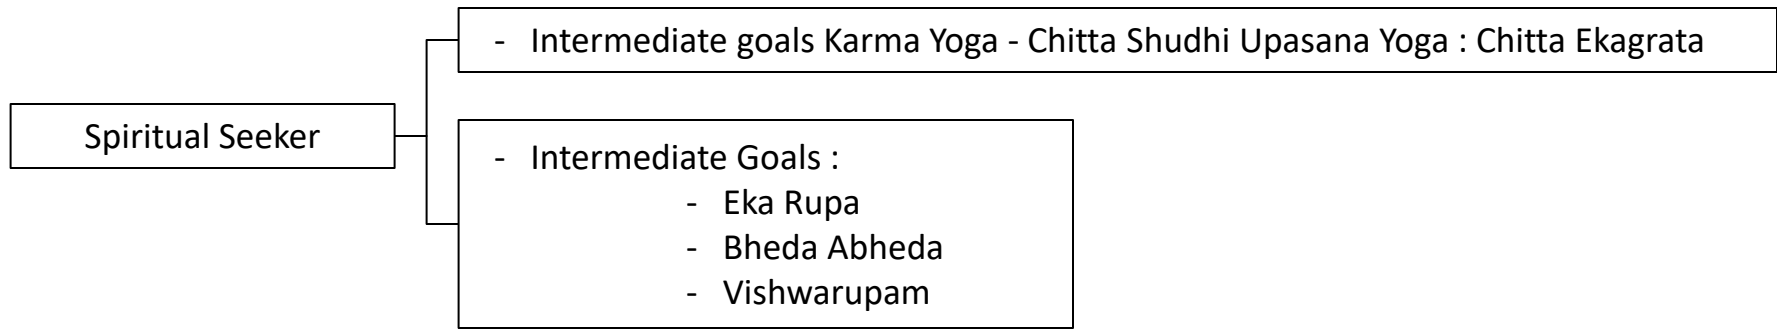 - Intermediate goals Karma Yoga - Chitta Shudhi Upasana Yoga : Chitta Ekagrata
Spiritual Seeker
- Intermediate Goals :
- Eka Rupa
- Bheda Abheda
- Vishwarupam